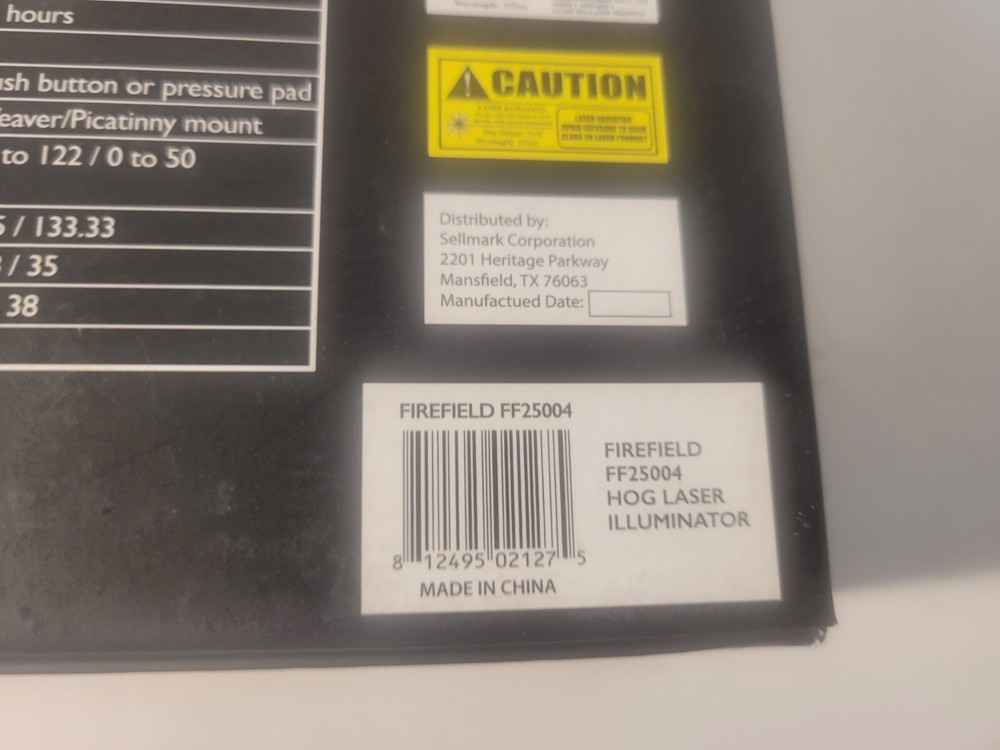 hours
ush button or pressure pad
eaver/Picatinny mount
to 122 / 0 to 50
/ 133.33
/ 35
38
CAUTION
LASER RADIATION
Distributed by:
Sellmark Corporation
2201 Heritage Parkway
Mansfield, TX 76063
Manufactued Date:
FIREFIELD FF25004
8 12495 02127 5
MADE IN CHINA
FIREFIELD
FF25004
HOG LASER
ILLUMINATOR